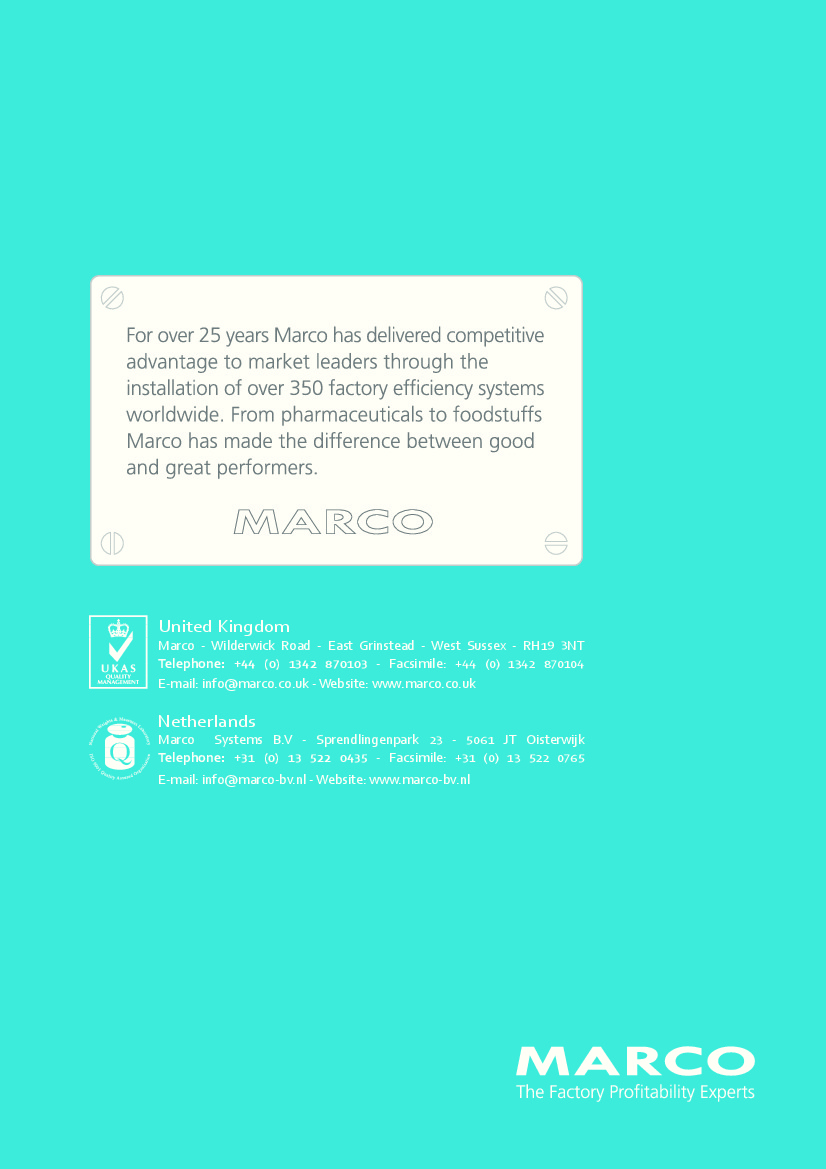 For over 25 years Marco has delivered competitive
advantage to market leaders through the
installation of over 350 factory efficiency systems
worldwide. From pharmaceuticals to foodstuffs
Marco has made the difference between good
and great performers.
MARCO
United Kingdom
Marco - Wilderwick Road - East Grinstead - West Sussex - RH19 3NT
Telephone: +44 (0) 1342 870103 - Facsimile: +44 (0) 1342 870104
E-mail: info@marco.co.uk - Website: www.marco.co.uk
UKAS
QUALITY
MANAGEMENT
Netherlands
Marco Systems B.V - Sprendlingenpark 23 - 5061 JT Oisterwijk
Telephone: +31 (0) 13 522 0435 - Facsimile: +31 (0) 13 522 0765
E-mail: info@marco-bv.nl - Website: www.marco-bv.nl
Q
MARCO
The Factory Profitability Experts